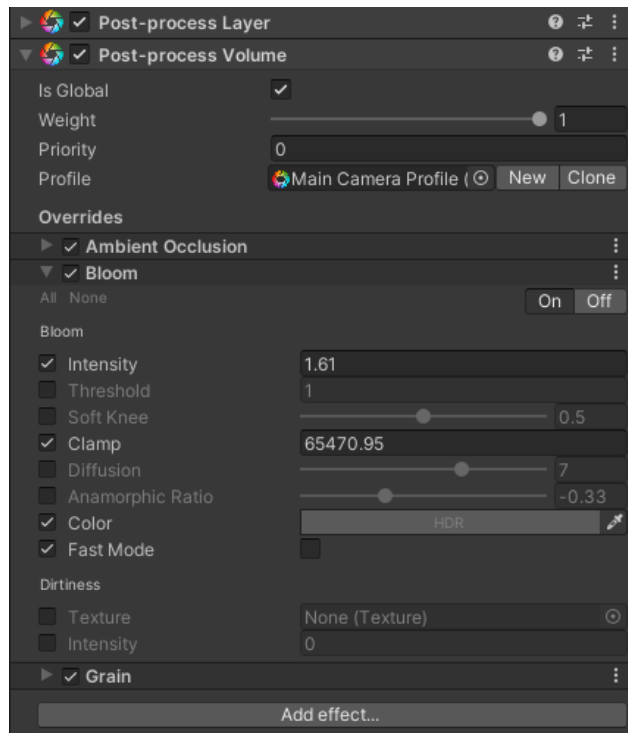 Post-process Layer
Post-process Volume
Is Global
Weight 1
Priority 0
Profile Main Camera Profile ( New Clone
Overrides
Ambient Occlusion
Bloom
All None On Off
Bloom
Intensity 1.61
Threshold 1
Soft Knee 0.5
Clamp 65470.95
Diffusion 7
Anamorphic Ratio -0.33
Color HDR
Fast Mode
Dirtiness
Texture None (Texture)
Intensity 0
Grain
Add effect...